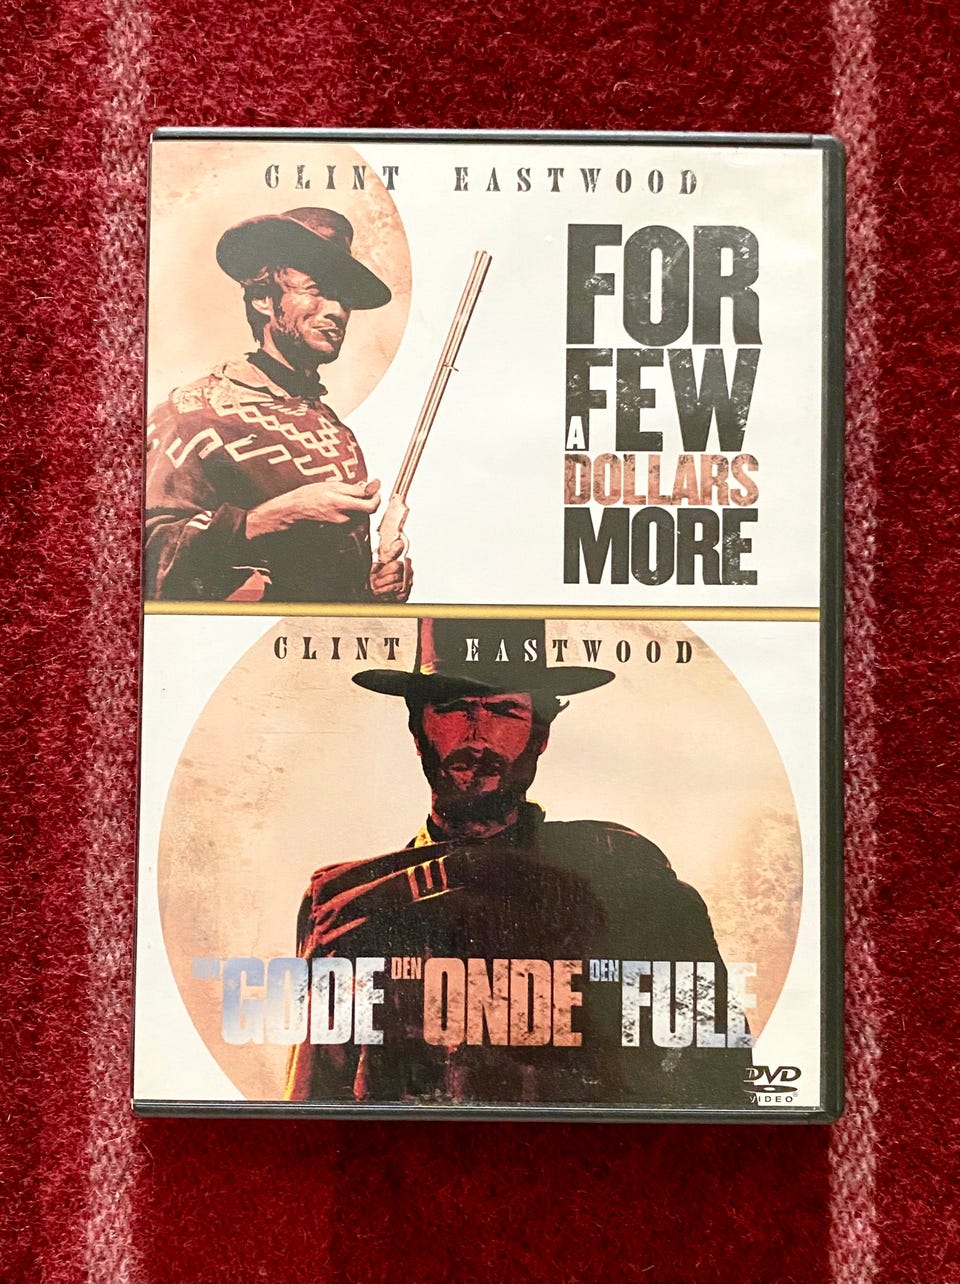 CLINT EASTWOOD
FOR
A FEW
DOLLARS
MORE
CLINT EASTWOOD
DEN GODE DEN ONDE DEN FULE
DVD
VIDEO